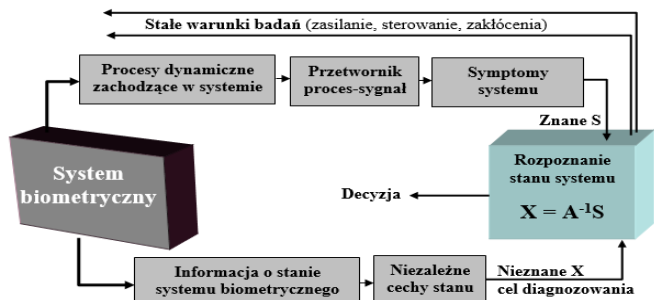 Stałe warunki badań (zasilanie, sterowanie, zakłócenia)
Procesy dynamiczne
zachodzące w systemie
Przetwornik
proces-sygnał
Symptomy
systemu
Znane S
System
biometryczny
Rozpoznanie
stanu systemu
X = A⁻¹S
Decyzja
Informacja o stanie
systemu biometrycznego
Niezależne
cechy stanu
Nieznane X
cel diagnozowania